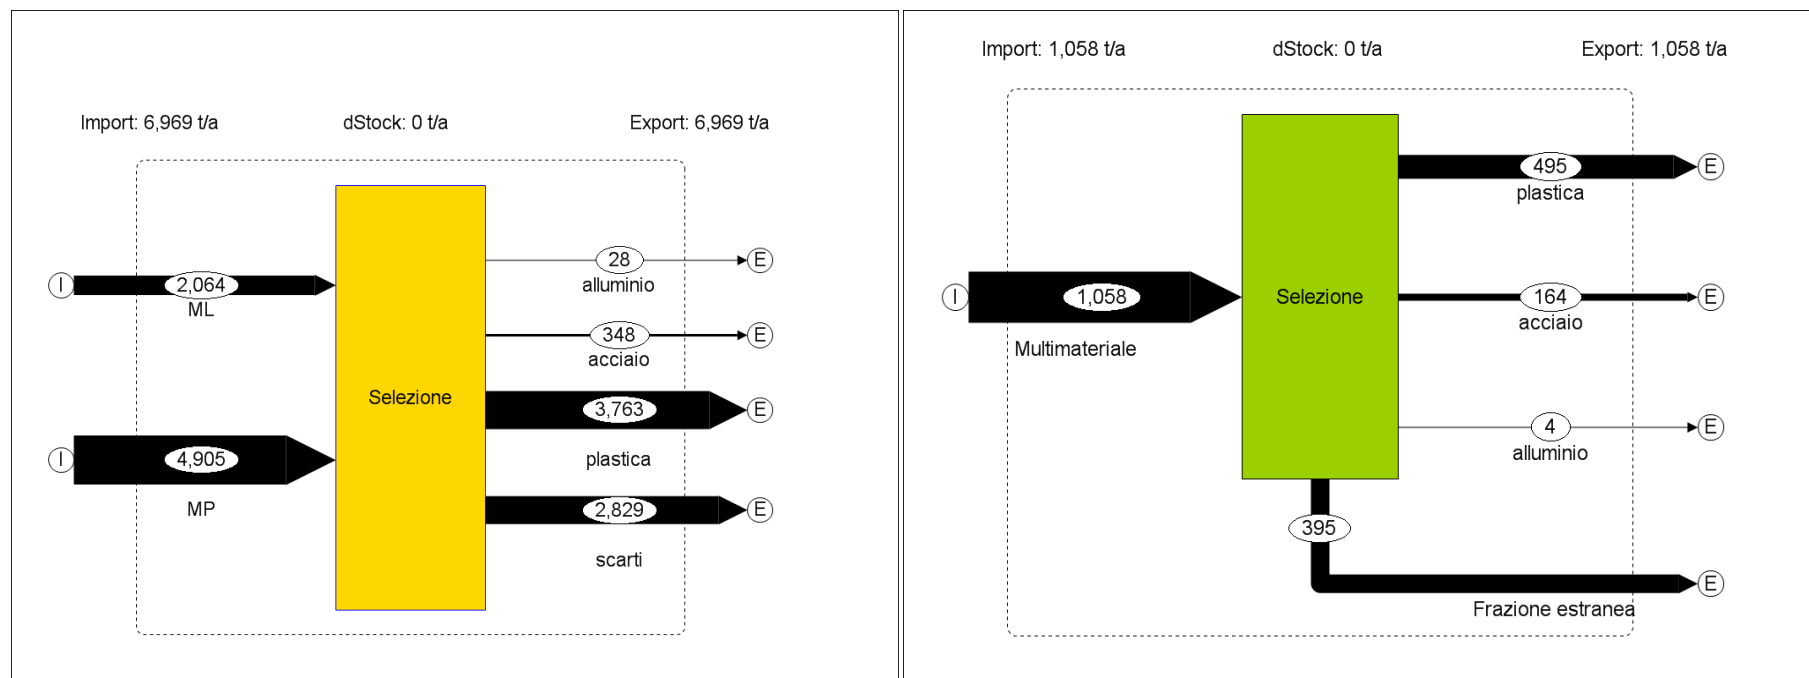 Import: 6,969 t/a
dStock: 0 t/a
Export: 6,969 t/a
I
2,064
ML
I
4,905
MP
Selezione
28
alluminio
E
348
acciaio
E
3,763
plastica
E
2,829
scarti
E
Import: 1,058 t/a
dStock: 0 t/a
Export: 1,058 t/a
I
1,058
Multimateriale
Selezione
495
plastica
E
164
acciaio
E
4
alluminio
E
395
Frazione estranea
E